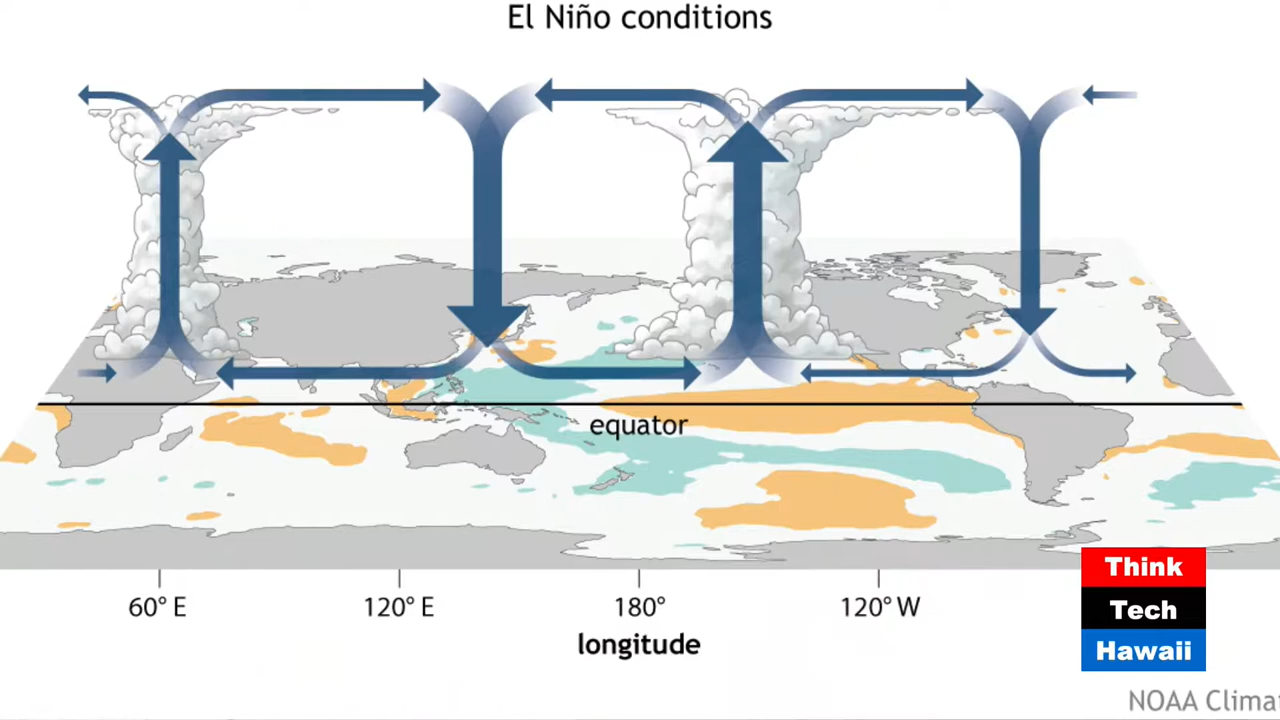 El Niño conditions
equator
60° E
120° E
180°
120° W
longitude
Think
Tech
Hawaii
NOAA Clima